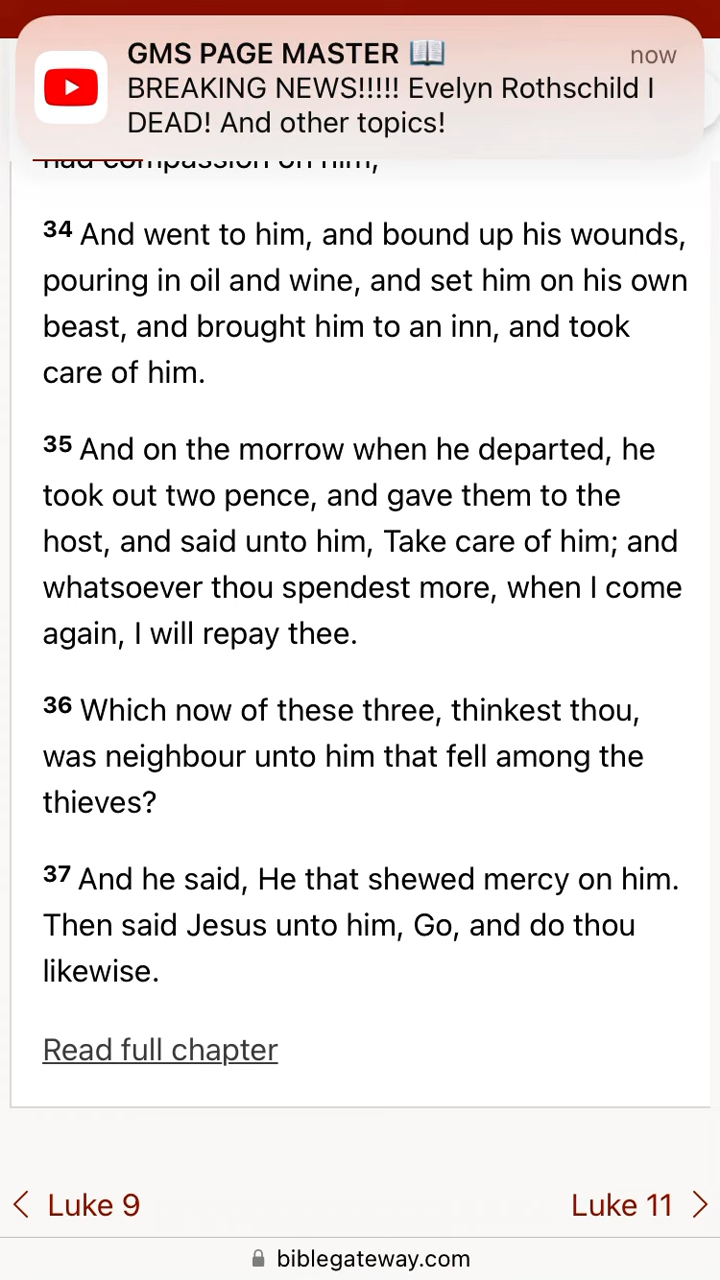 GMS PAGE MASTER 📖
now
BREAKING NEWS!!!!! Evelyn Rothschild I
DEAD! And other topics!
had compassion on him,
34 And went to him, and bound up his wounds,
pouring in oil and wine, and set him on his own
beast, and brought him to an inn, and took
care of him.
35 And on the morrow when he departed, he
took out two pence, and gave them to the
host, and said unto him, Take care of him; and
whatsoever thou spendest more, when I come
again, I will repay thee.
36 Which now of these three, thinkest thou,
was neighbour unto him that fell among the
thieves?
37 And he said, He that shewed mercy on him.
Then said Jesus unto him, Go, and do thou
likewise.
Read full chapter
Luke 9
Luke 11
biblegateway.com